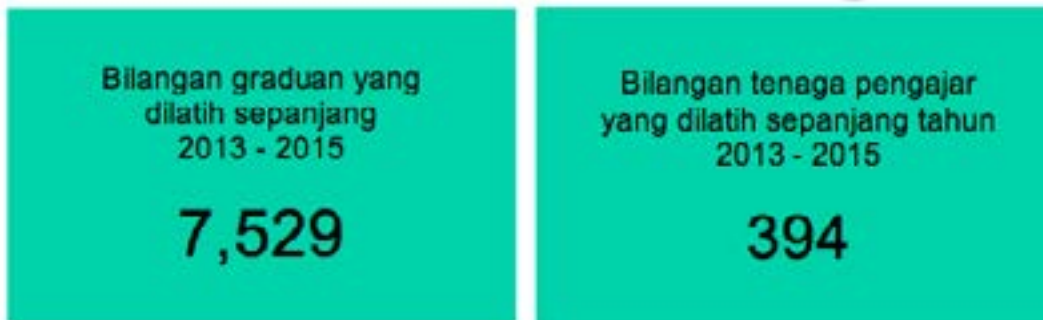 Bilangan graduan yang
dilatih sepanjang
2013 - 2015
7,529
Bilangan tenaga pengajar
yang dilatih sepanjang tahun
2013 - 2015
394